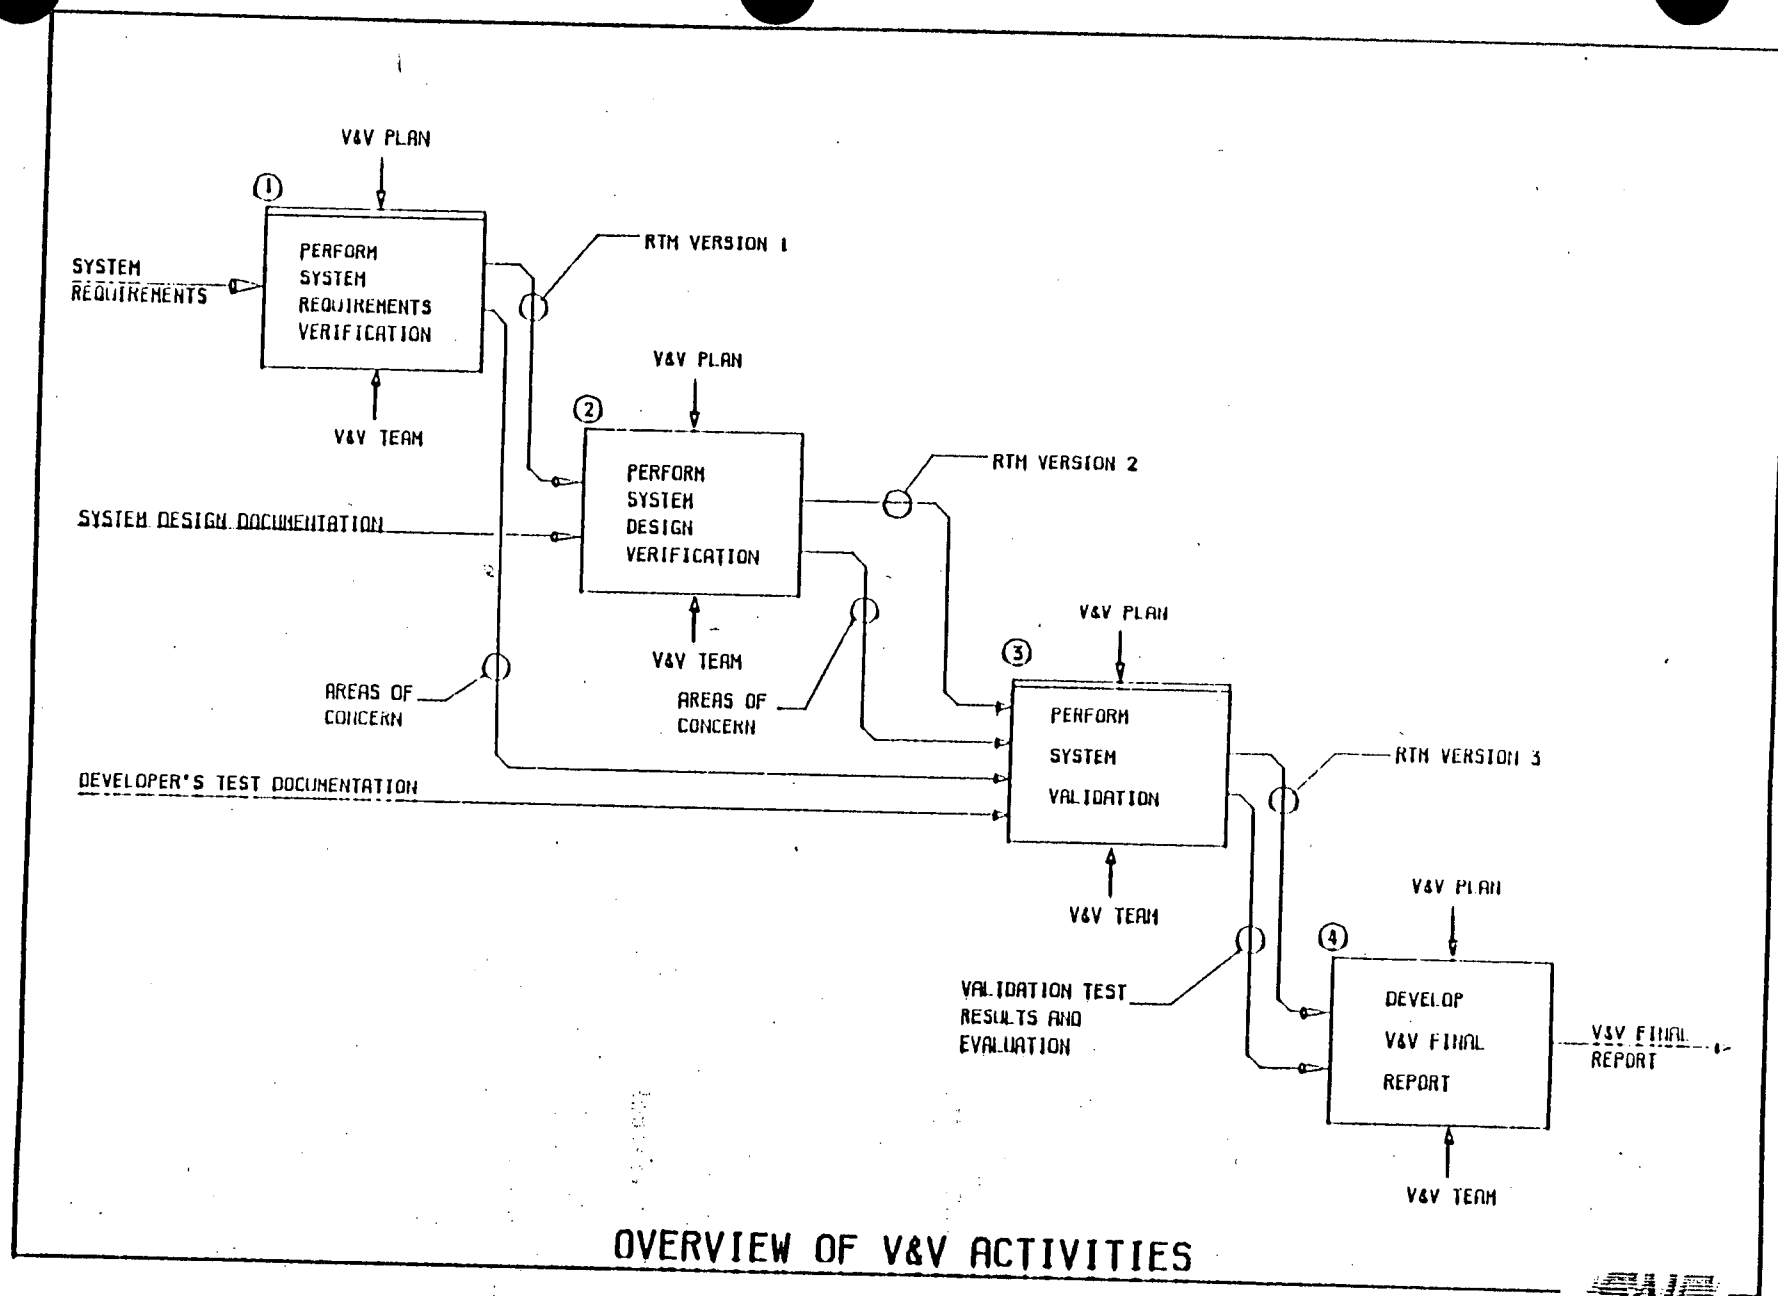 V&V PLAN
1
PERFORM
SYSTEM
REQUIREMENTS
VERIFICATION
SYSTEM
REQUIREMENTS
V&V TEAM
RTM VERSION 1
V&V PLAN
2
PERFORM
SYSTEM
DESIGN
VERIFICATION
SYSTEM DESIGN DOCUMENTATION
V&V TEAM
RTM VERSION 2
AREAS OF
CONCERN
AREAS OF
CONCERN
V&V PLAN
3
PERFORM
SYSTEM
VALIDATION
DEVELOPER'S TEST DOCUMENTATION
V&V TEAM
RTM VERSION 3
VALIDATION TEST
RESULTS AND
EVALUATION
V&V PLAN
4
DEVELOP
V&V FINAL
REPORT
V&V FINAL
REPORT
V&V TEAM
OVERVIEW OF V&V ACTIVITIES